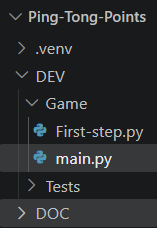 Ping-Tong-Points
.venv
DEV
Game
First-step.py
main.py
Tests
DOC